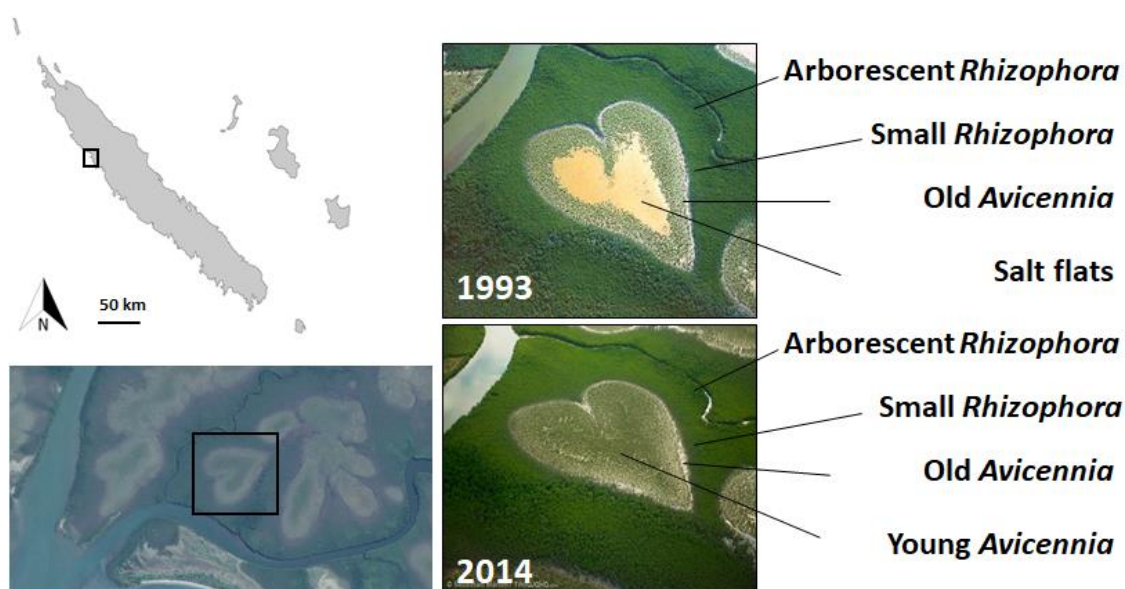 N
50 km
1993
Arborescent Rhizophora
Small Rhizophora
Old Avicennia
Salt flats
2014
Arborescent Rhizophora
Small Rhizophora
Old Avicennia
Young Avicennia